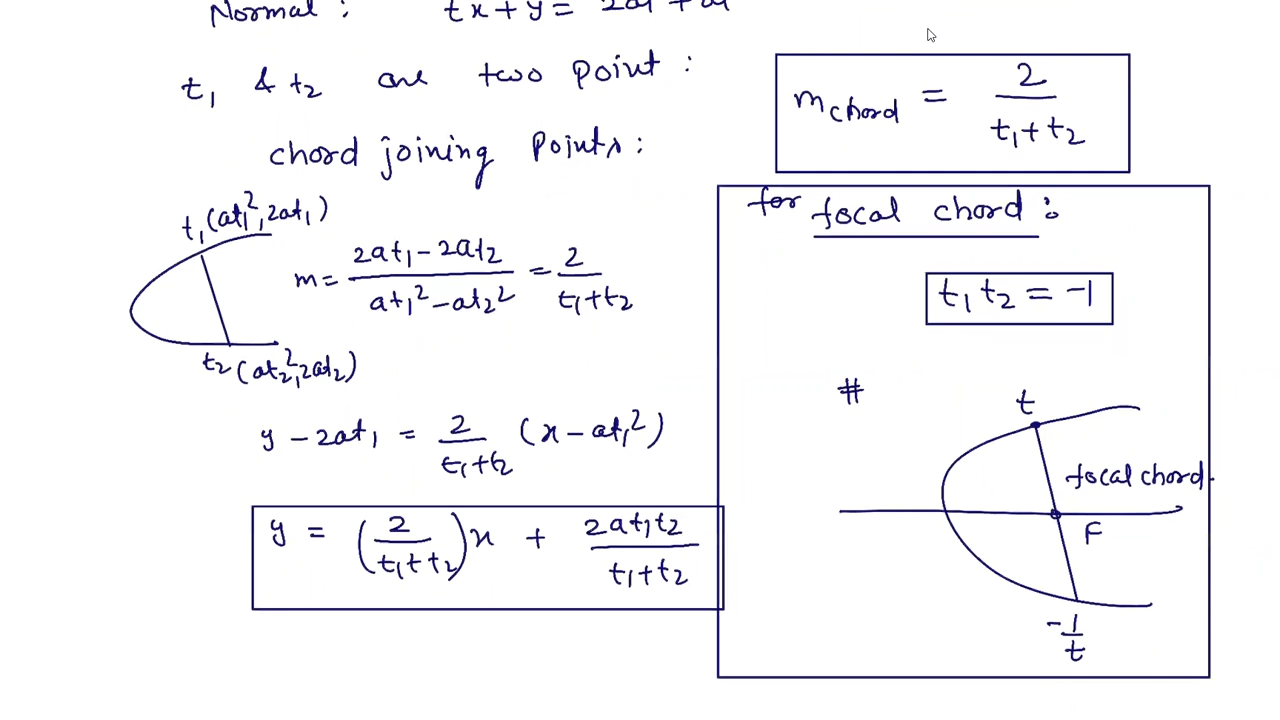 Normal : tx + y =
t₁ & t₂ are two point :
chord joining Points :
t₁ (at₁², 2at₁)
m = (2at₁ - 2at₂)/(at₁² - at₂²) = 2/(t₁+t₂)
t₂ (at₂², 2at₂)
y - 2at₁ = 2/(t₁+t₂) (x - at₁²)
y = (2/(t₁+t₂))x + 2at₁t₂/(t₁+t₂)
m chord = 2/(t₁+t₂)
for focal chord :
t₁t₂ = -1
#
t
focal chord.
F
-1/t